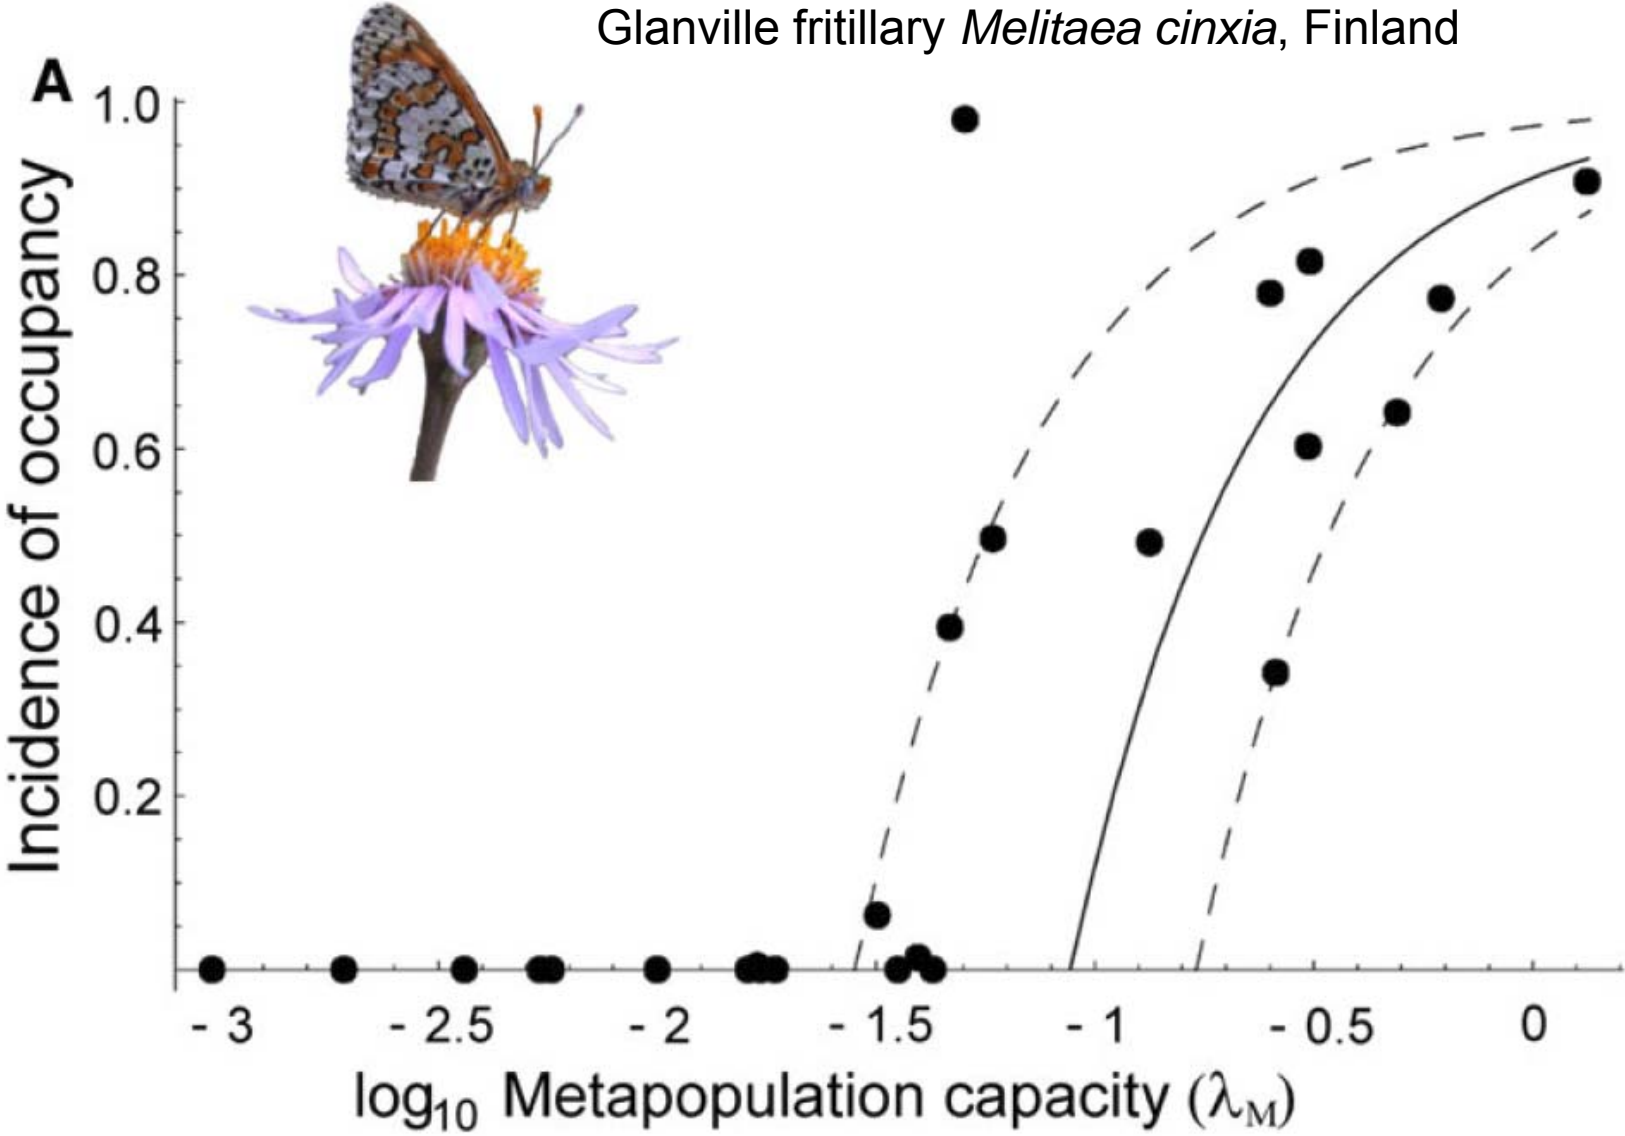 Glanville fritillary Melitaea cinxia, Finland
A
Incidence of occupancy
1.0
0.8
0.6
0.4
0.2
- 3 - 2.5 - 2 - 1.5 - 1 - 0.5 0
log10 Metapopulation capacity (λM)